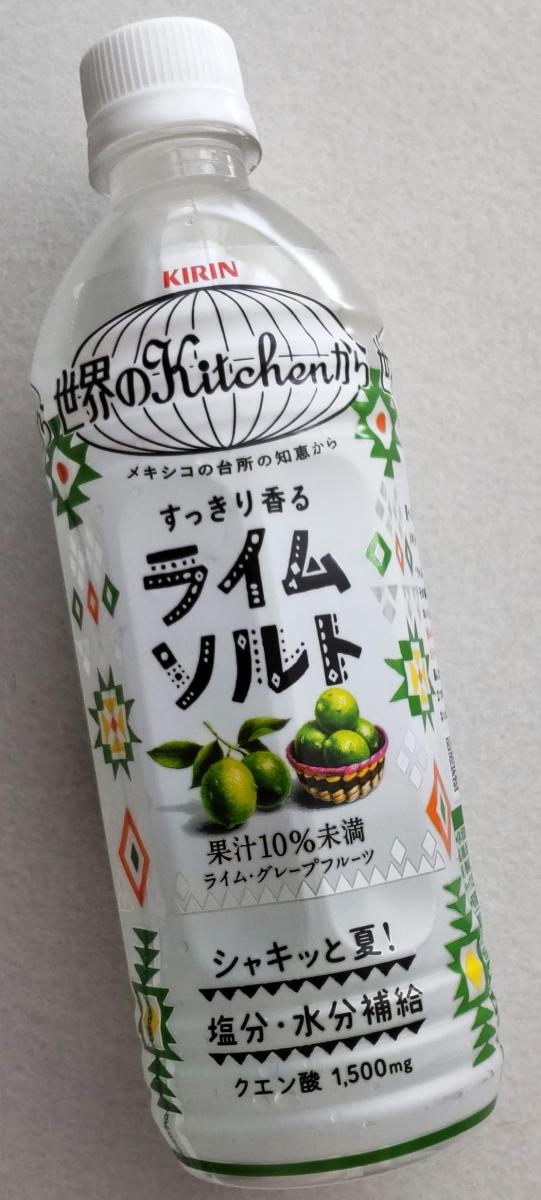 KIRIN
世界のKitchenから
メキシコの台所の知恵から
すっきり香る
ライム
ソルト
果汁10%未満
ライム・グレープフルーツ
シャキッと夏!
塩分・水分補給
クエン酸 1,500mg